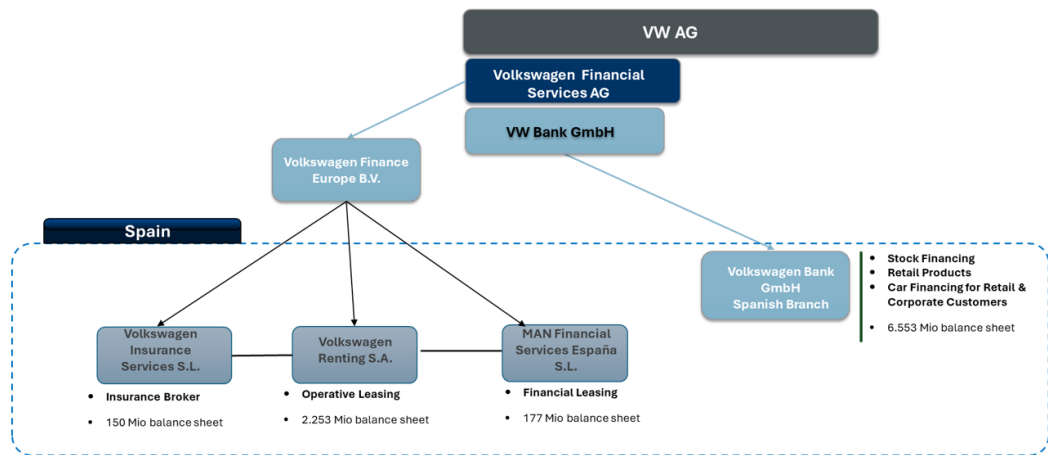 VW AG
Volkswagen Financial
Services AG
VW Bank GmbH
Volkswagen Finance
Europe B.V.
Spain
Volkswagen Bank
GmbH
Spanish Branch
• Stock Financing
• Retail Products
• Car Financing for Retail &
Corporate Customers
• 6.553 Mio balance sheet
Volkswagen
Insurance
Services S.L.
• Insurance Broker
• 150 Mio balance sheet
Volkswagen
Renting S.A.
• Operative Leasing
• 2.253 Mio balance sheet
MAN Financial
Services España
S.L.
• Financial Leasing
• 177 Mio balance sheet